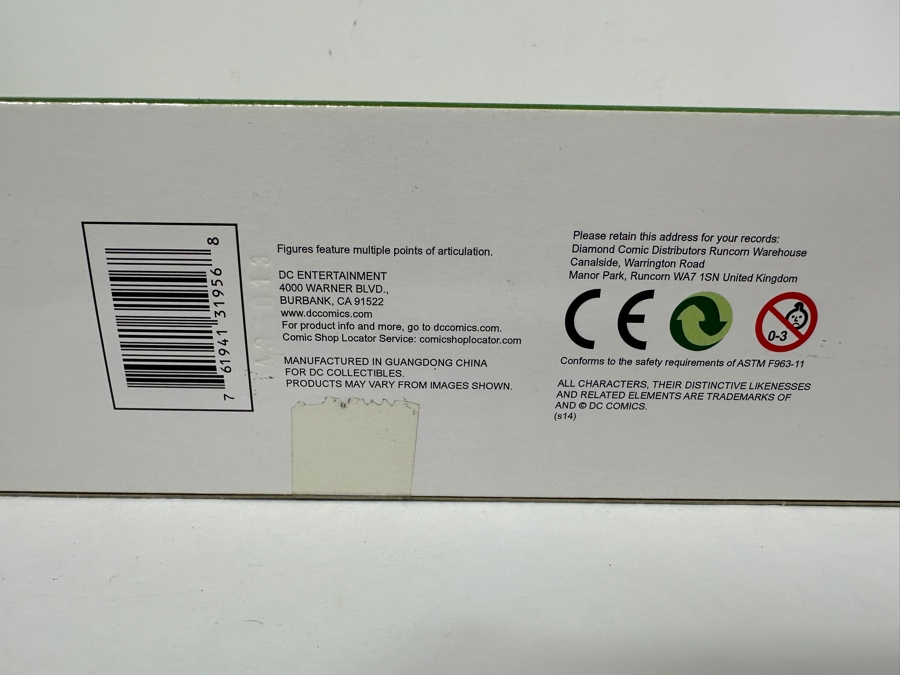 7 61941 31956 8
Figures feature multiple points of articulation.
DC ENTERTAINMENT
4000 WARNER BLVD.,
BURBANK, CA 91522
www.dccomics.com
For product info and more, go to dccomics.com.
Comic Shop Locator Service: comicshoplocator.com
MANUFACTURED IN GUANGDONG CHINA
FOR DC COLLECTIBLES.
PRODUCTS MAY VARY FROM IMAGES SHOWN.
Please retain this address for your records:
Diamond Comic Distributors Runcorn Warehouse
Canalside, Warrington Road
Manor Park, Runcorn WA7 1SN United Kingdom
CE
0-3
Conforms to the safety requirements of ASTM F963-11
ALL CHARACTERS, THEIR DISTINCTIVE LIKENESSES
AND RELATED ELEMENTS ARE TRADEMARKS OF
AND © DC COMICS.
(s14)